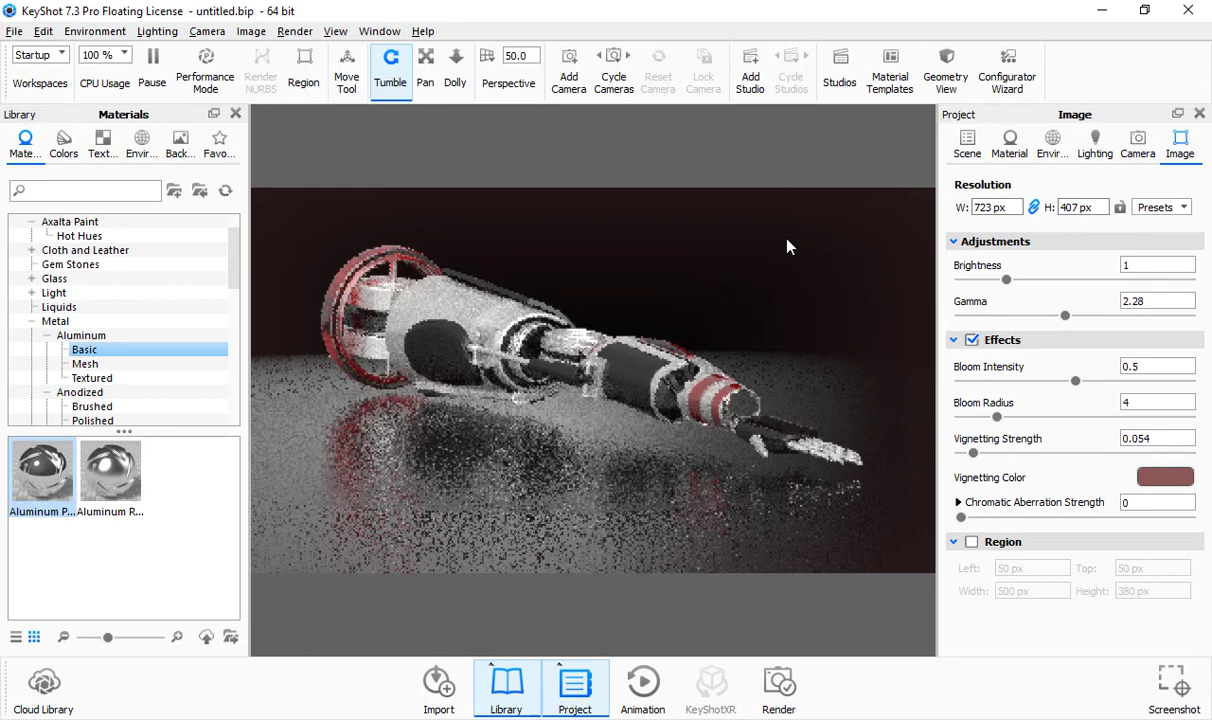 KeyShot 7.3 Pro Floating License - untitled.bip - 64 bit
File Edit Environment Lighting Camera Image Render View Window Help
Startup 100 % 50.0
Workspaces CPU Usage Pause Performance Mode Render NURBS Region Move Tool Tumble Pan Dolly Perspective Add Camera Cycle Cameras Reset Camera Lock Camera Add Studio Cycle Studios Studios Material Templates Geometry View Configurator Wizard
Library Materials
Mate... Colors Text... Envir... Back... Favo...
Axalta Paint
Hot Hues
Cloth and Leather
Gem Stones
Glass
Light
Liquids
Metal
Aluminum
Basic
Mesh
Textured
Anodized
Brushed
Polished
Aluminum P... Aluminum R...
Project Image
Scene Material Envir... Lighting Camera Image
Resolution
W: 723 px H: 407 px Presets
Adjustments
Brightness 1
Gamma 2.28
Effects
Bloom Intensity 0.5
Bloom Radius 4
Vignetting Strength 0.054
Vignetting Color
Chromatic Aberration Strength 0
Region
Left: 50 px Top: 50 px
Width: 500 px Height: 380 px
Cloud Library Import Library Project Animation KeyShotXR Render Screenshot